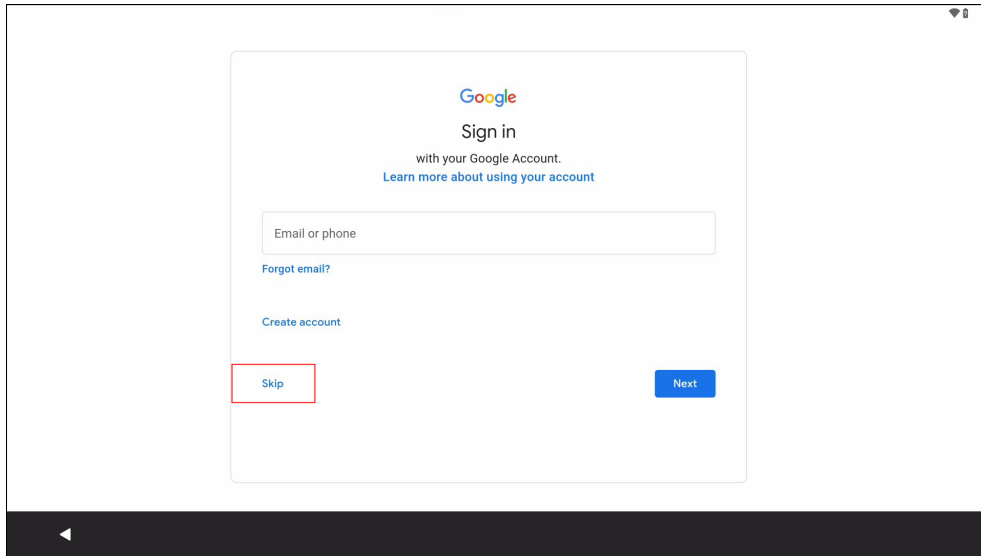 Google
Sign in
with your Google Account.
Learn more about using your account
Email or phone
Forgot email?
Create account
Skip
Next